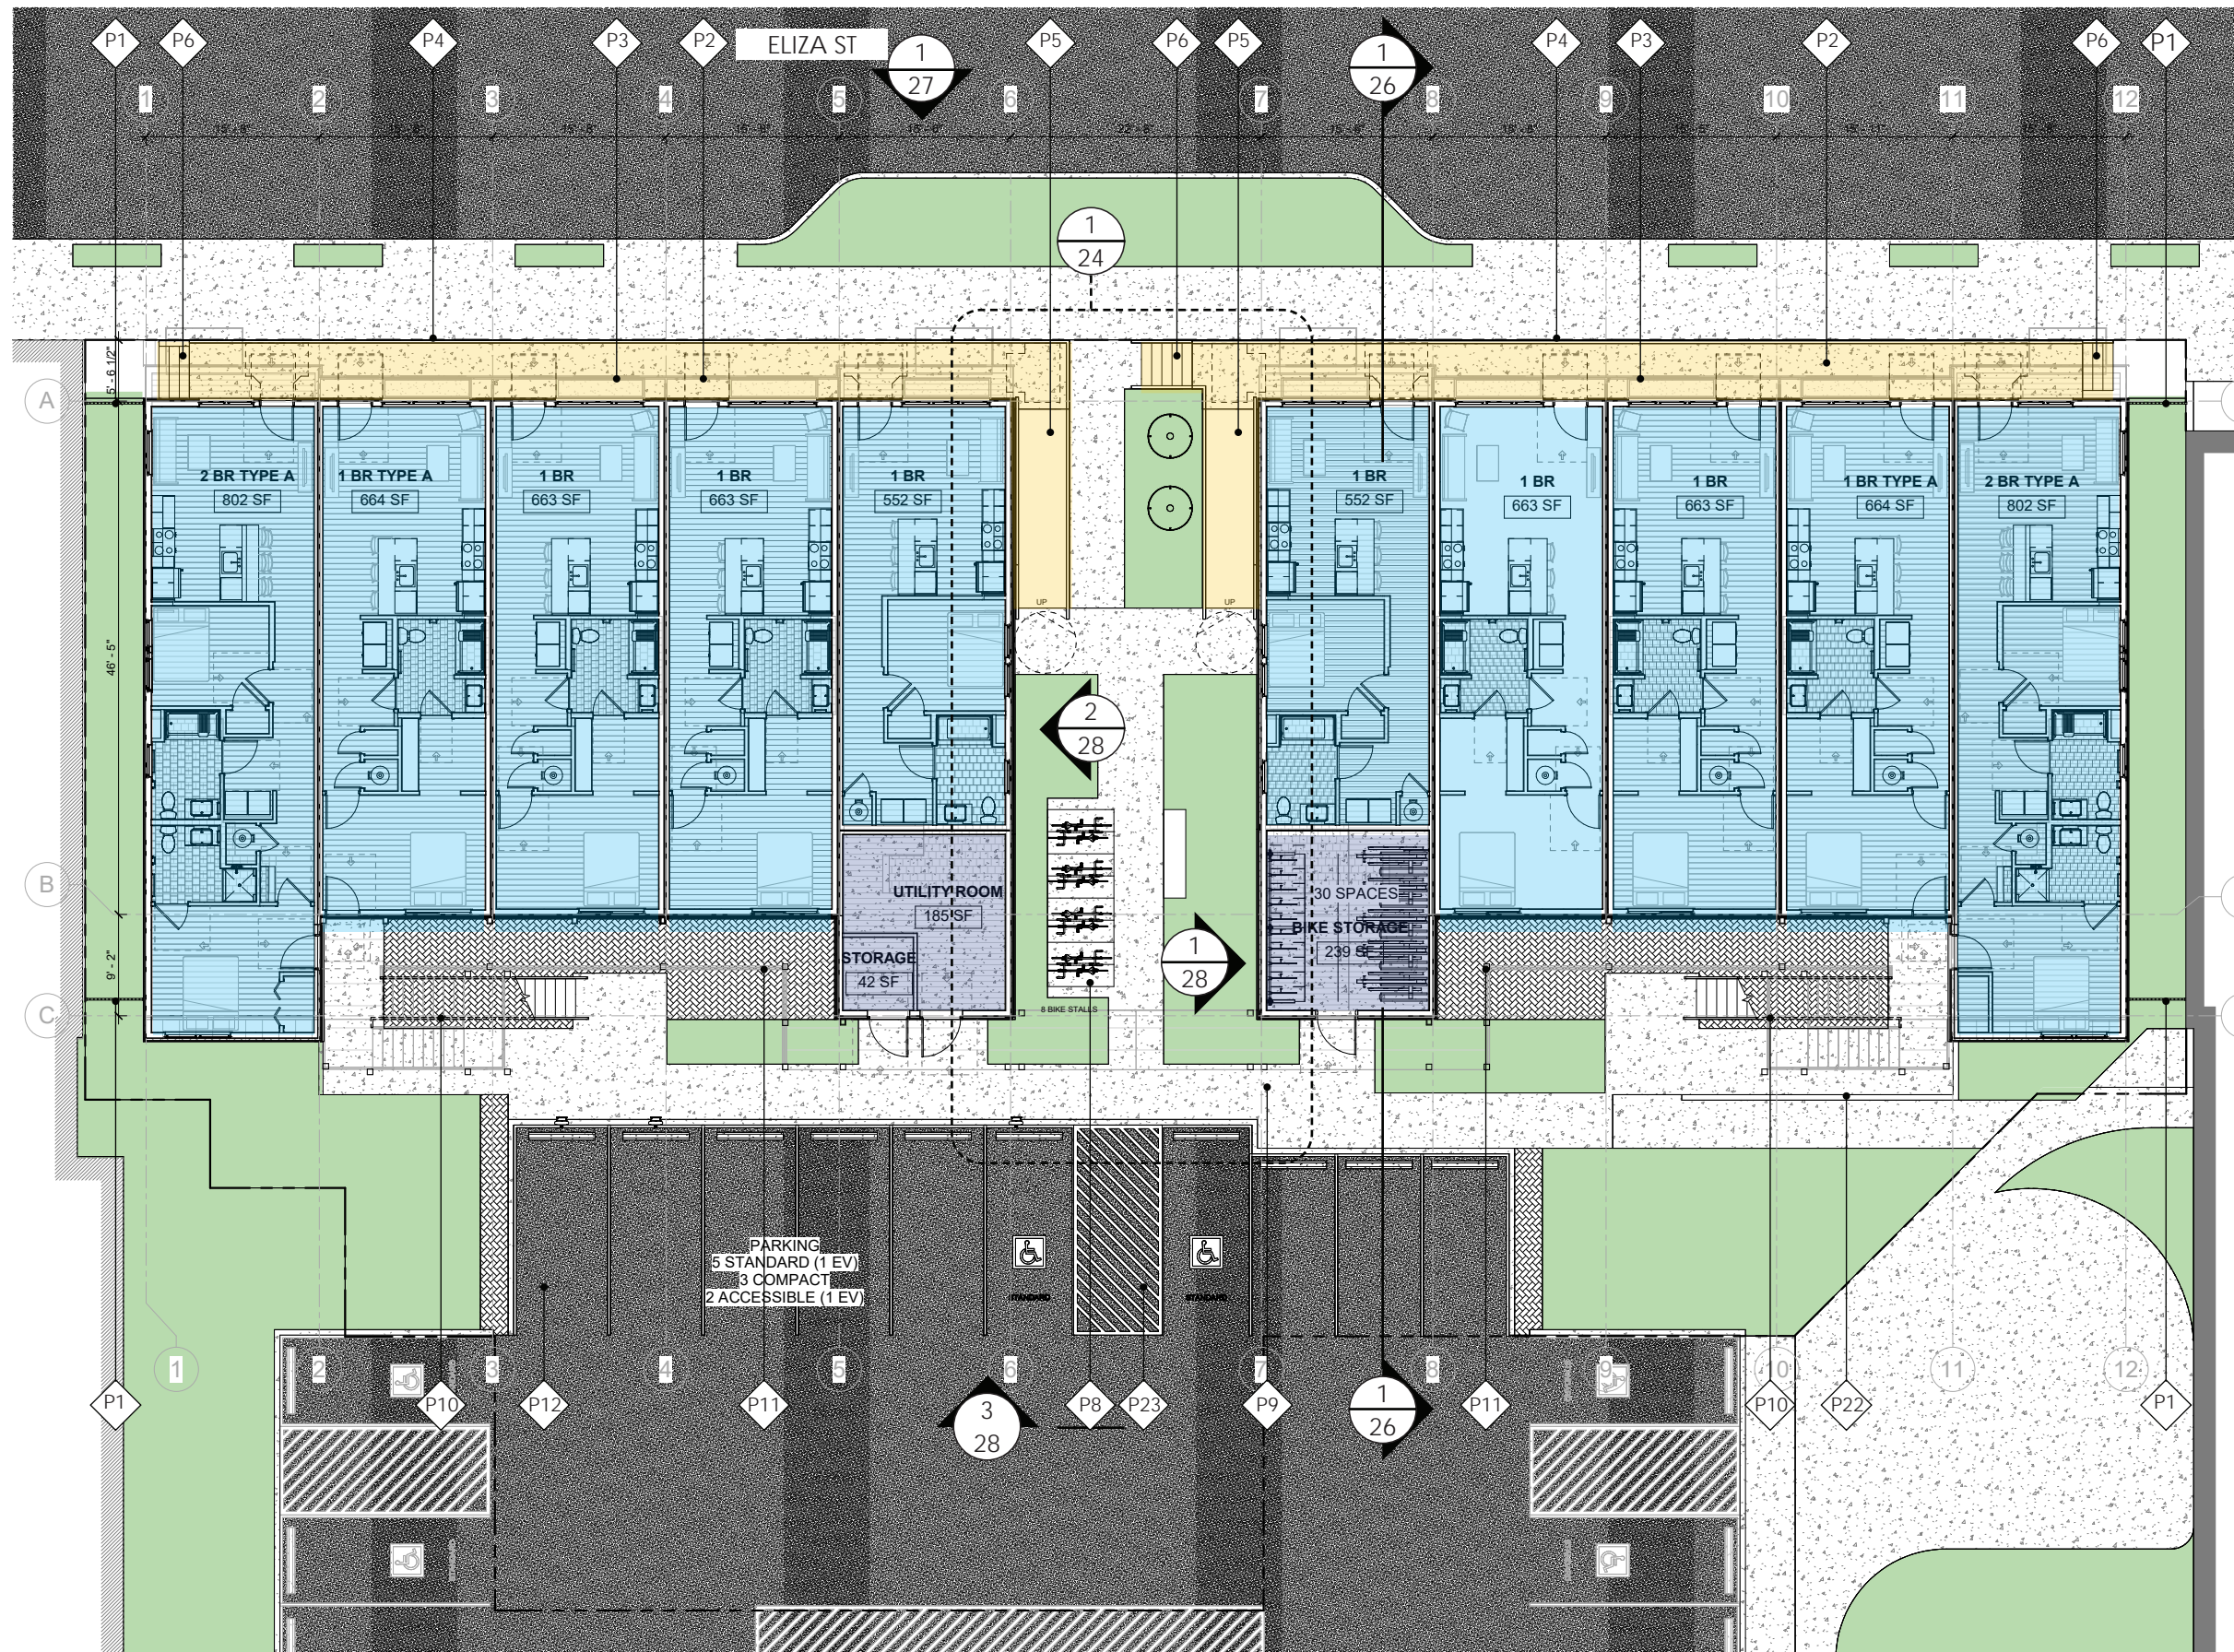 P1 P6 P4 P3 P2 ELIZA ST P5 P6 P5 P4 P3 P2 P6 P1
1
27
1
26
1 2 3 4 5 6 7 8 9 10 11 12
22' - 8"
1
24
5' - 6 1/2"
A
2 BR TYPE A
802 SF
1 BR TYPE A
664 SF
1 BR
663 SF
1 BR
663 SF
1 BR
552 SF
1 BR
552 SF
1 BR
663 SF
1 BR
663 SF
1 BR TYPE A
664 SF
2 BR TYPE A
802 SF
UP
UP
46' - 5"
2
28
B
UTILITY ROOM
185 SF
30 SPACES
BIKE STORAGE
239 SF
STORAGE
42 SF
1
28
9' - 2"
C
8 BIKE STALLS
PARKING
5 STANDARD (1 EV)
3 COMPACT
2 ACCESSIBLE (1 EV)
STANDARD
STANDARD
1 2 3 4 5 6 7 8 9 10 11 12
P1 P10 P12 P11
3
28
P8 P23 P9
1
26
P11 P10 P22 P1